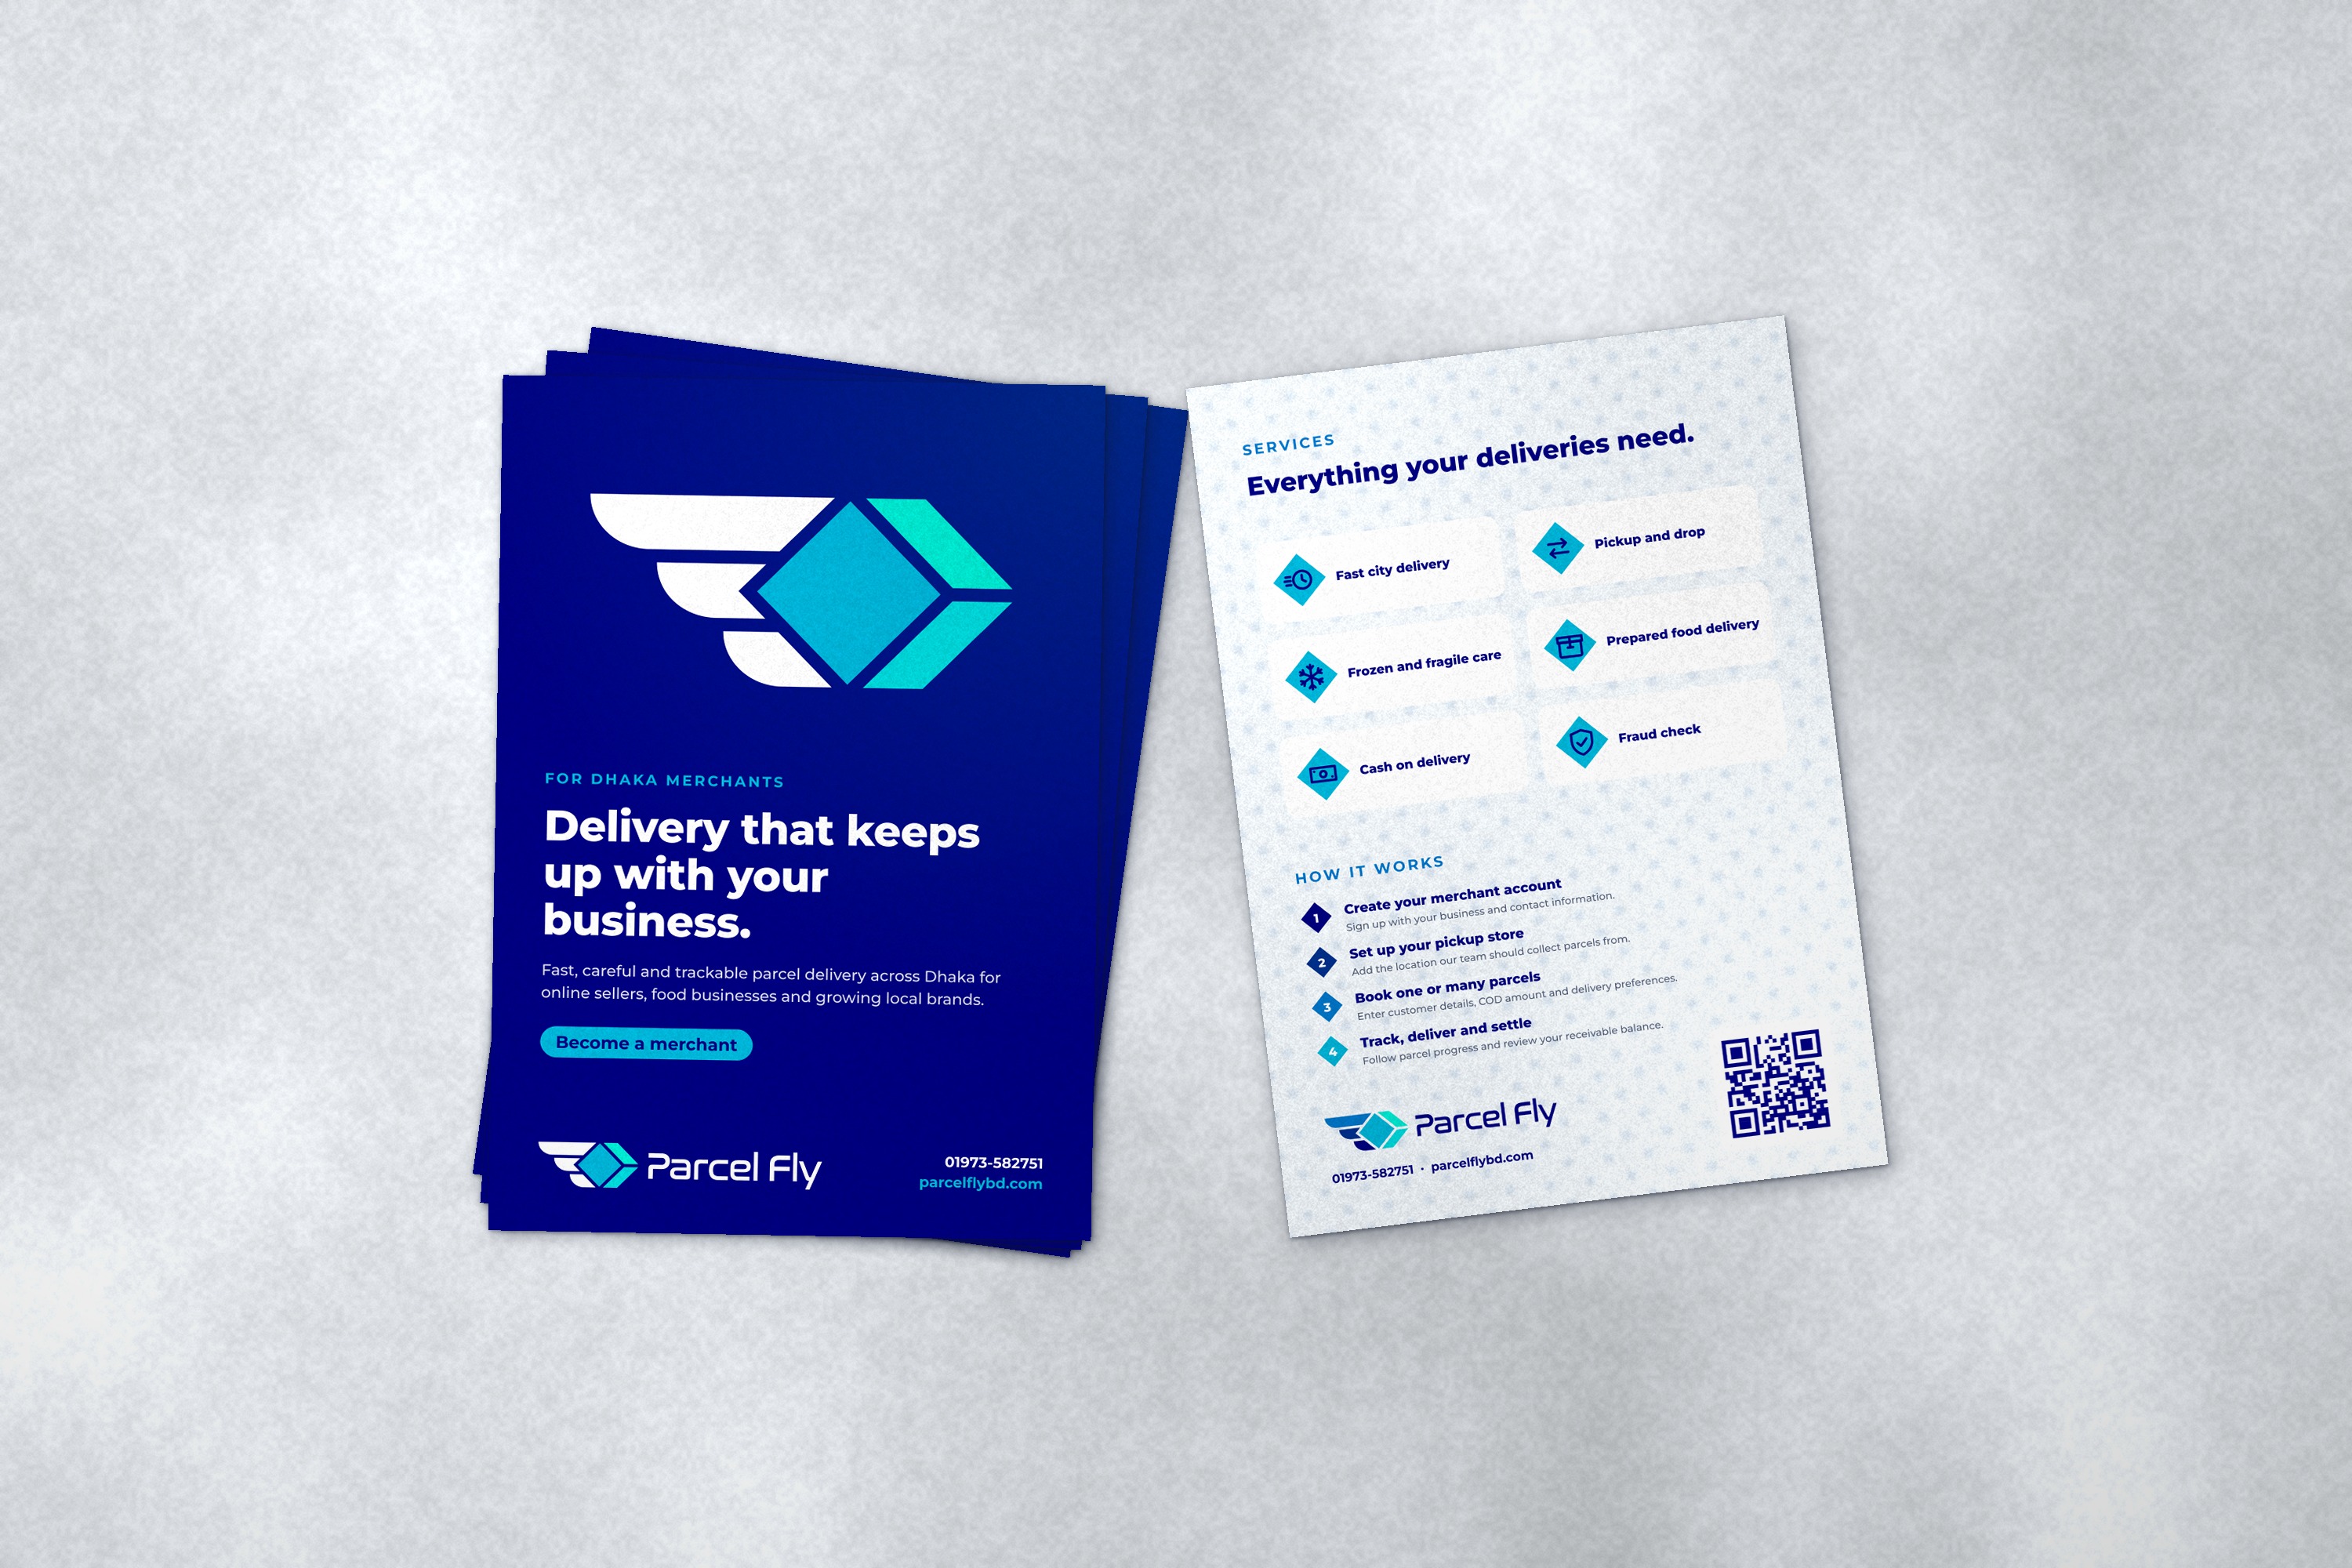 FOR DHAKA MERCHANTS
Delivery that keeps
up with your
business.
Fast, careful and trackable parcel delivery across Dhaka for
online sellers, food businesses and growing local brands.
Become a merchant
Parcel Fly
01973-582751
parcelflybd.com
SERVICES
Everything your deliveries need.
Fast city delivery
Pickup and drop
Frozen and fragile care
Prepared food delivery
Cash on delivery
Fraud check
HOW IT WORKS
1 Create your merchant account
Sign up with your business and contact information.
2 Set up your pickup store
Add the location our team should collect parcels from.
3 Book one or many parcels
Enter customer details, COD amount and delivery preferences.
4 Track, deliver and settle
Follow parcel progress and review your receivable balance.
Parcel Fly
01973-582751 · parcelflybd.com